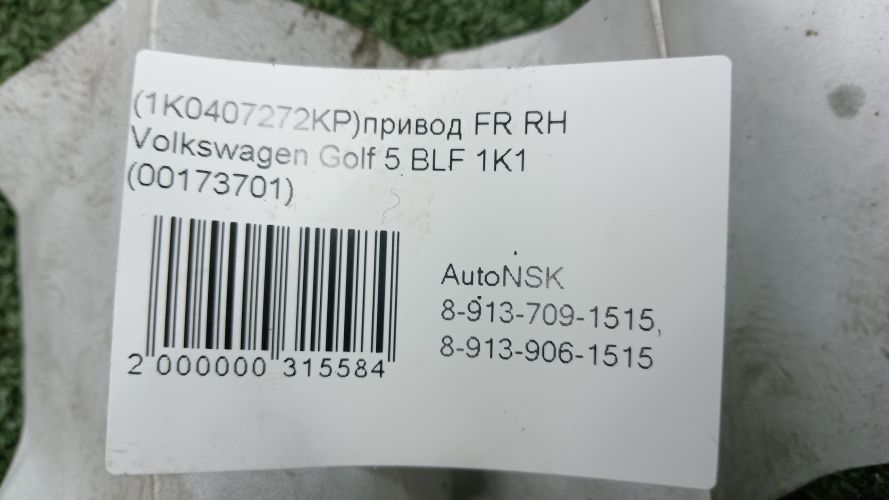 (1K0407272KP)привод FR RH
Volkswagen Golf 5 BLF 1K1
(00173701)
AutoNSK
8-913-709-1515,
8-913-906-1515
2 000000 315584